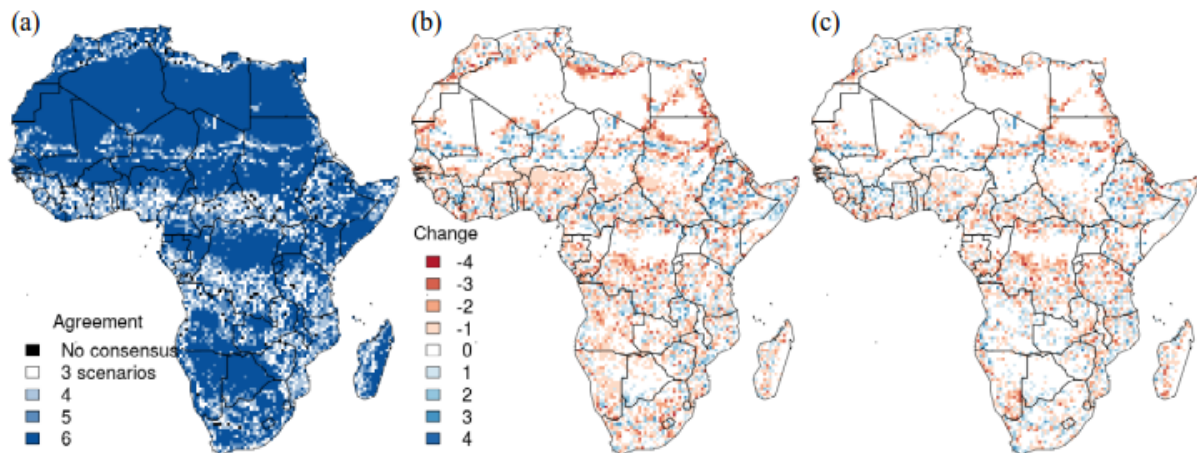 (a)
(b)
(c)
Agreement
No consensus
3 scenarios
4
5
6
Change
-4
-3
-2
-1
0
1
2
3
4